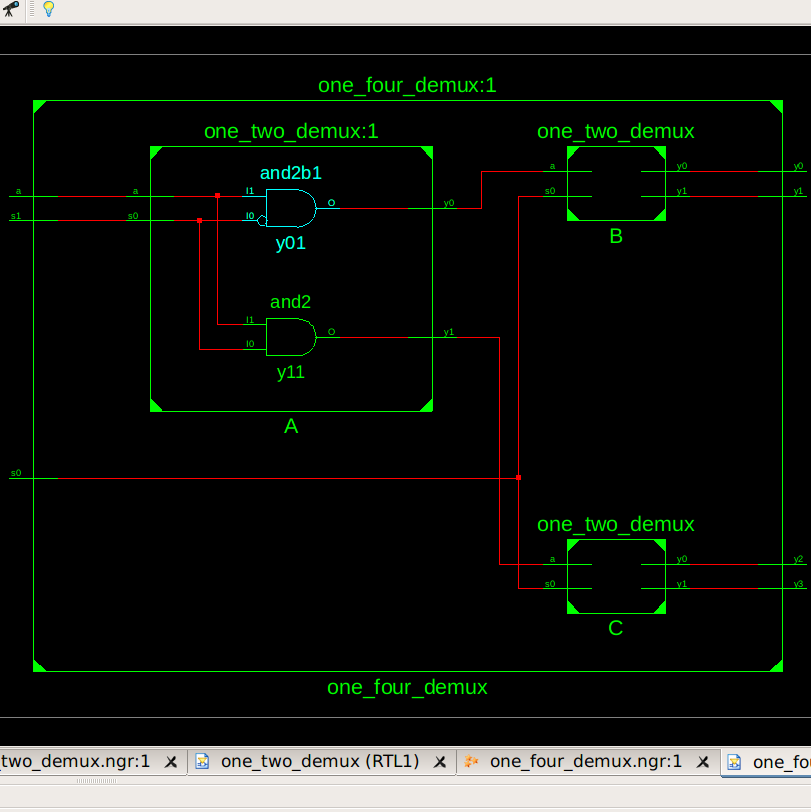 one_four_demux:1
one_two_demux:1
one_two_demux
and2b1
a
a
I1
O
y0
a
y0
y0
s1
s0
I0
s0
y1
y1
y01
B
and2
I1
O
y1
I0
y11
A
s0
one_two_demux
a
y0
y2
s0
y1
y3
C
one_four_demux
two_demux.ngr:1
one_two_demux (RTL1)
one_four_demux.ngr:1
one_fo